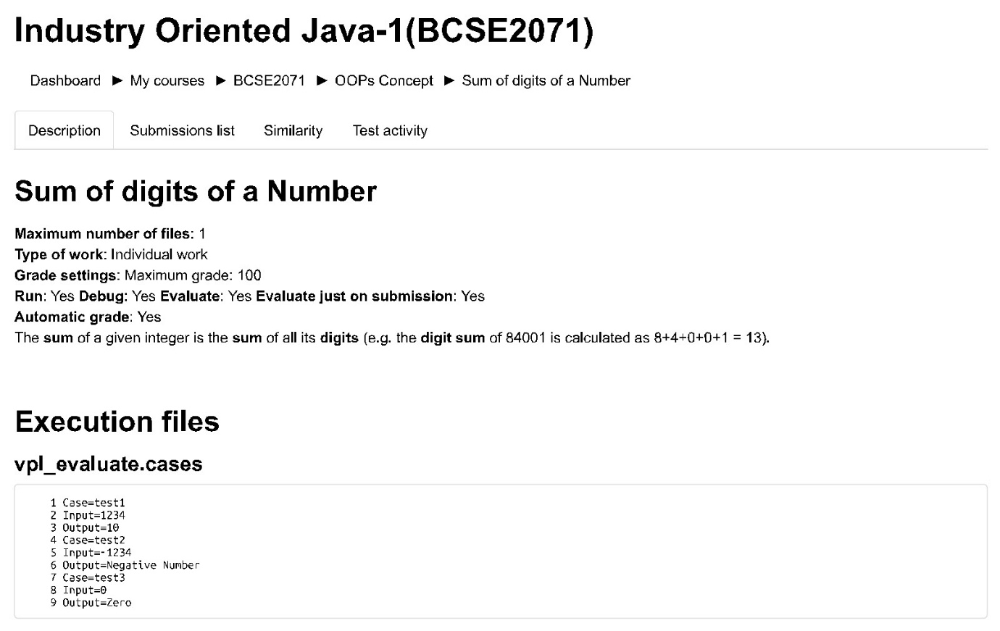 Industry Oriented Java-1(BCSE2071)
Dashboard ► My courses ► BCSE2071 ► OOPs Concept ► Sum of digits of a Number
Description Submissions list Similarity Test activity
Sum of digits of a Number
Maximum number of files: 1
Type of work: Individual work
Grade settings: Maximum grade: 100
Run: Yes Debug: Yes Evaluate: Yes Evaluate just on submission: Yes
Automatic grade: Yes
The sum of a given integer is the sum of all its digits (e.g. the digit sum of 84001 is calculated as 8+4+0+0+1 = 13).
Execution files
vpl_evaluate.cases
1 Case=test1
2 Input=1234
3 Output=10
4 Case=test2
5 Input=-1234
6 Output=Negative Number
7 Case=test3
8 Input=0
9 Output=Zero